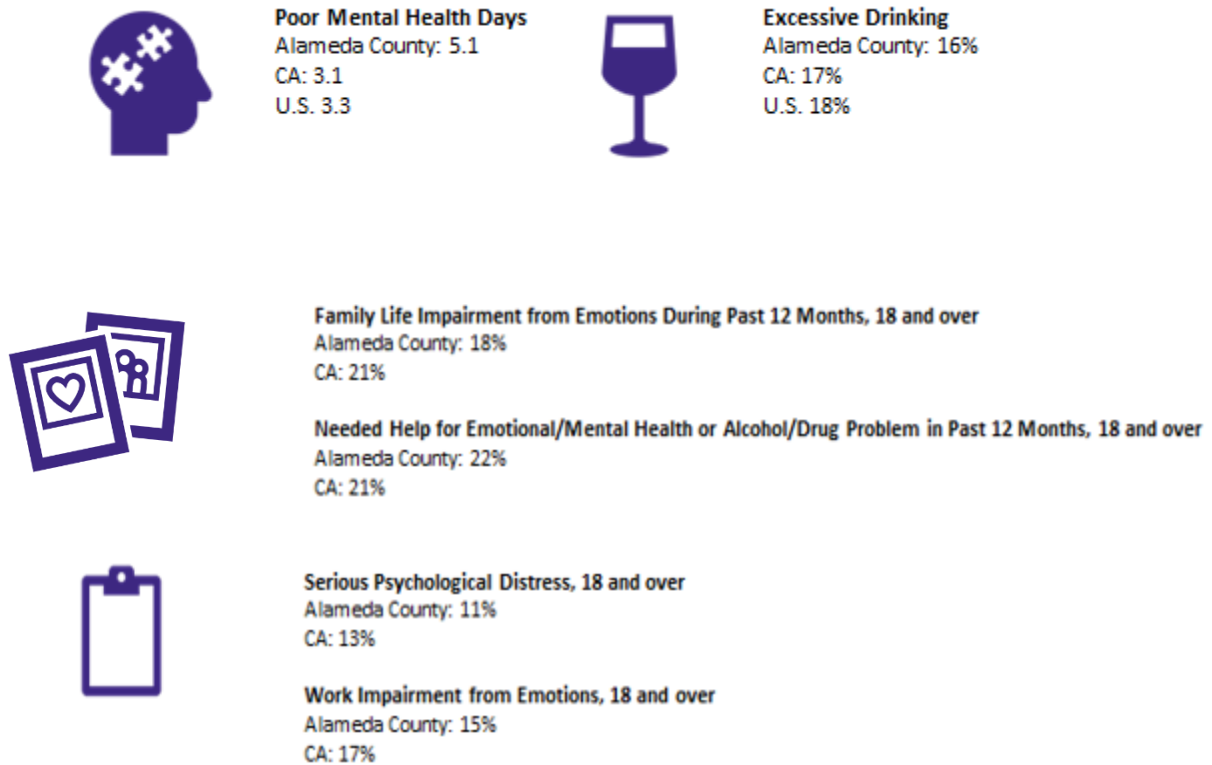 Poor Mental Health Days
Alameda County: 5.1
CA: 3.1
U.S. 3.3
Excessive Drinking
Alameda County: 16%
CA: 17%
U.S. 18%
Family Life Impairment from Emotions During Past 12 Months, 18 and over
Alameda County: 18%
CA: 21%
Needed Help for Emotional/Mental Health or Alcohol/Drug Problem in Past 12 Months, 18 and over
Alameda County: 22%
CA: 21%
Serious Psychological Distress, 18 and over
Alameda County: 11%
CA: 13%
Work Impairment from Emotions, 18 and over
Alameda County: 15%
CA: 17%